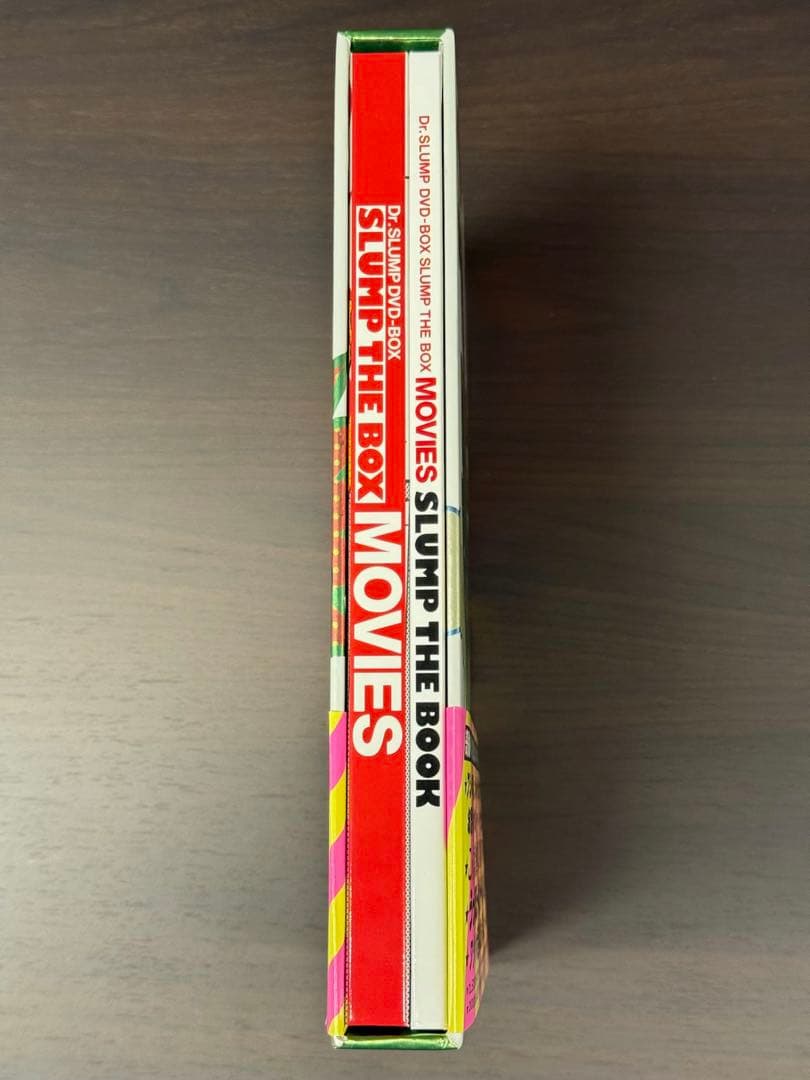 Dr.SLUMP DVD-BOX
SLUMP THE BOX
MOVIES
Dr.SLUMP DVD-BOX SLUMP THE BOX MOVIES SLUMP THE BOOK